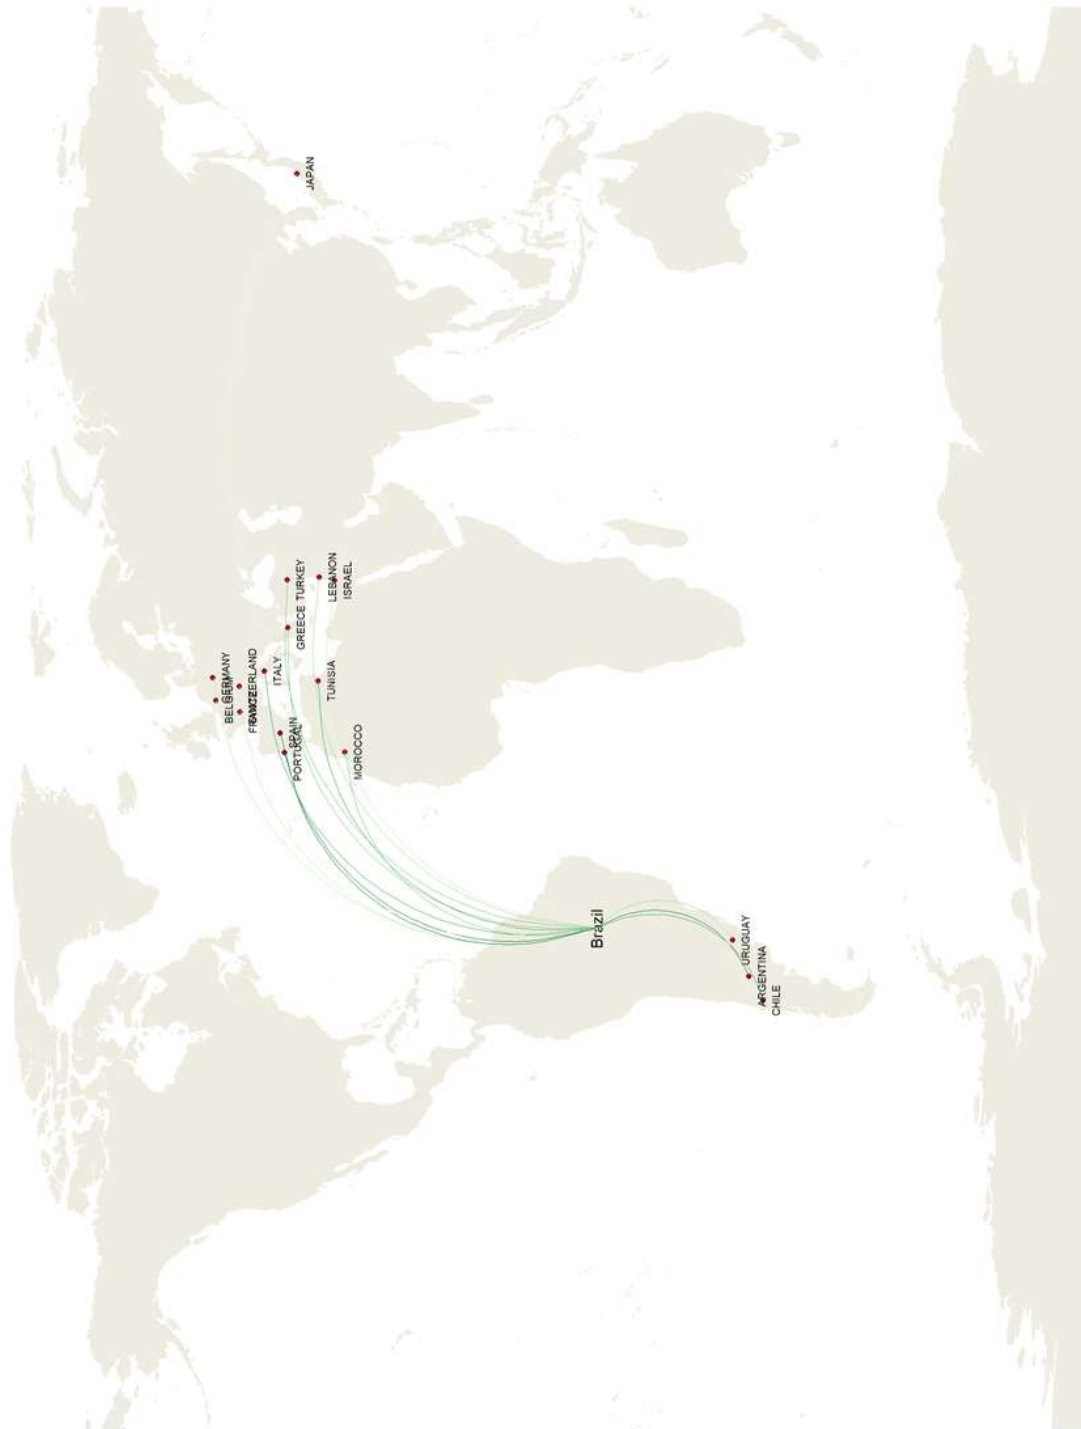 GERMANY
BELGIUM
SWITZERLAND
FRANCE
ITALY
SPAIN
PORTUGAL
GREECE
TURKEY
LEBANON
ISRAEL
TUNISIA
MOROCCO
JAPAN
Brazil
URUGUAY
ARGENTINA
CHILE